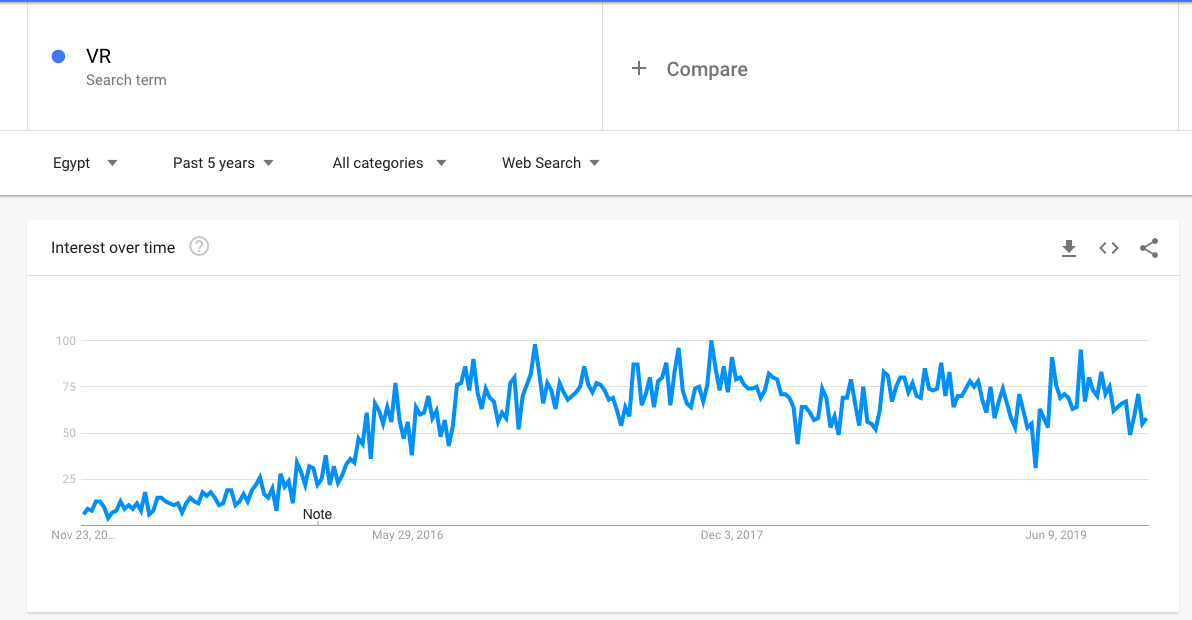 VR
Search term
+ Compare
Egypt
Past 5 years
All categories
Web Search
Interest over time ?
100
75
50
25
Note
Nov 23, 20...
May 29, 2016
Dec 3, 2017
Jun 9, 2019